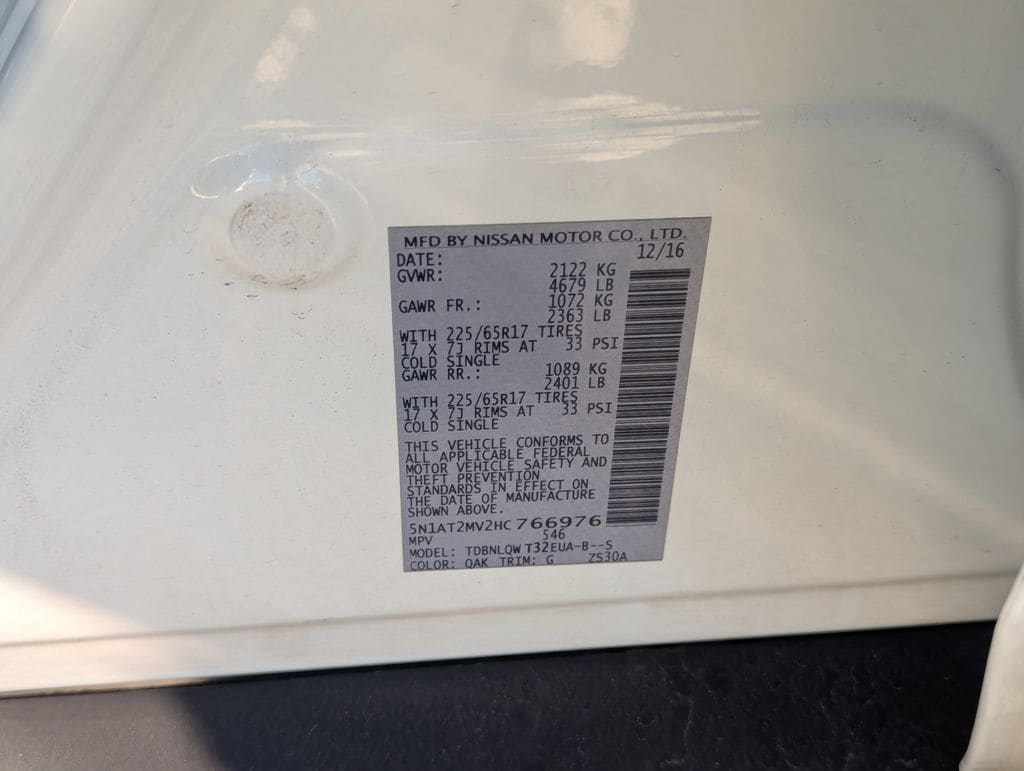 MFD BY NISSAN MOTOR CO., LTD.
DATE: 12/16
GVWR: 2122 KG
4679 LB
GAWR FR.: 1072 KG
2363 LB
WITH 225/65R17 TIRES
17 X 7J RIMS AT 33 PSI
COLD SINGLE
GAWR RR.: 1089 KG
2401 LB
WITH 225/65R17 TIRES
17 X 7J RIMS AT 33 PSI
COLD SINGLE
THIS VEHICLE CONFORMS TO
ALL APPLICABLE FEDERAL
MOTOR VEHICLE SAFETY AND
THEFT PREVENTION
STANDARDS IN EFFECT ON
THE DATE OF MANUFACTURE
SHOWN ABOVE.
5N1AT2MV2HC766976
MPV 546
MODEL: TDBNLQW T32EUA-B--S
COLOR: QAK TRIM: G ZS30A